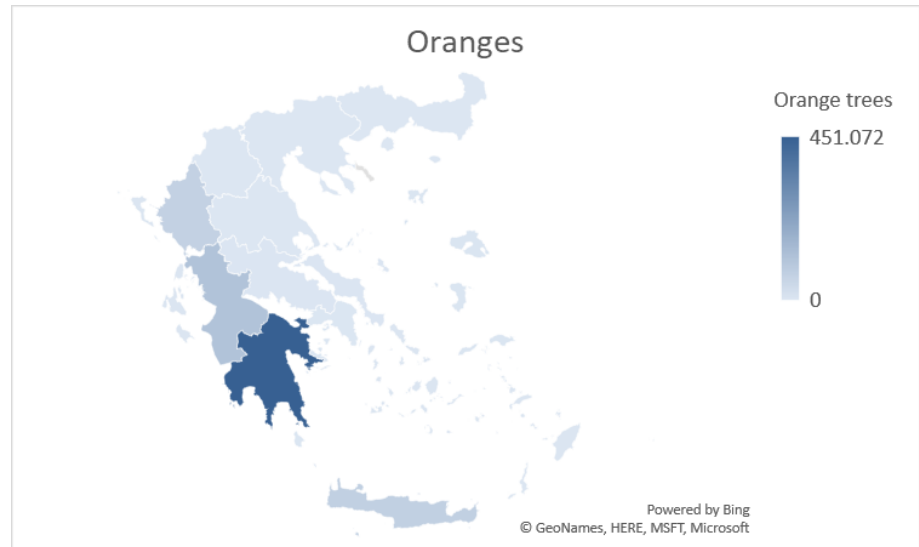 Oranges
Orange trees
451.072
0
Powered by Bing
© GeoNames, HERE, MSFT, Microsoft